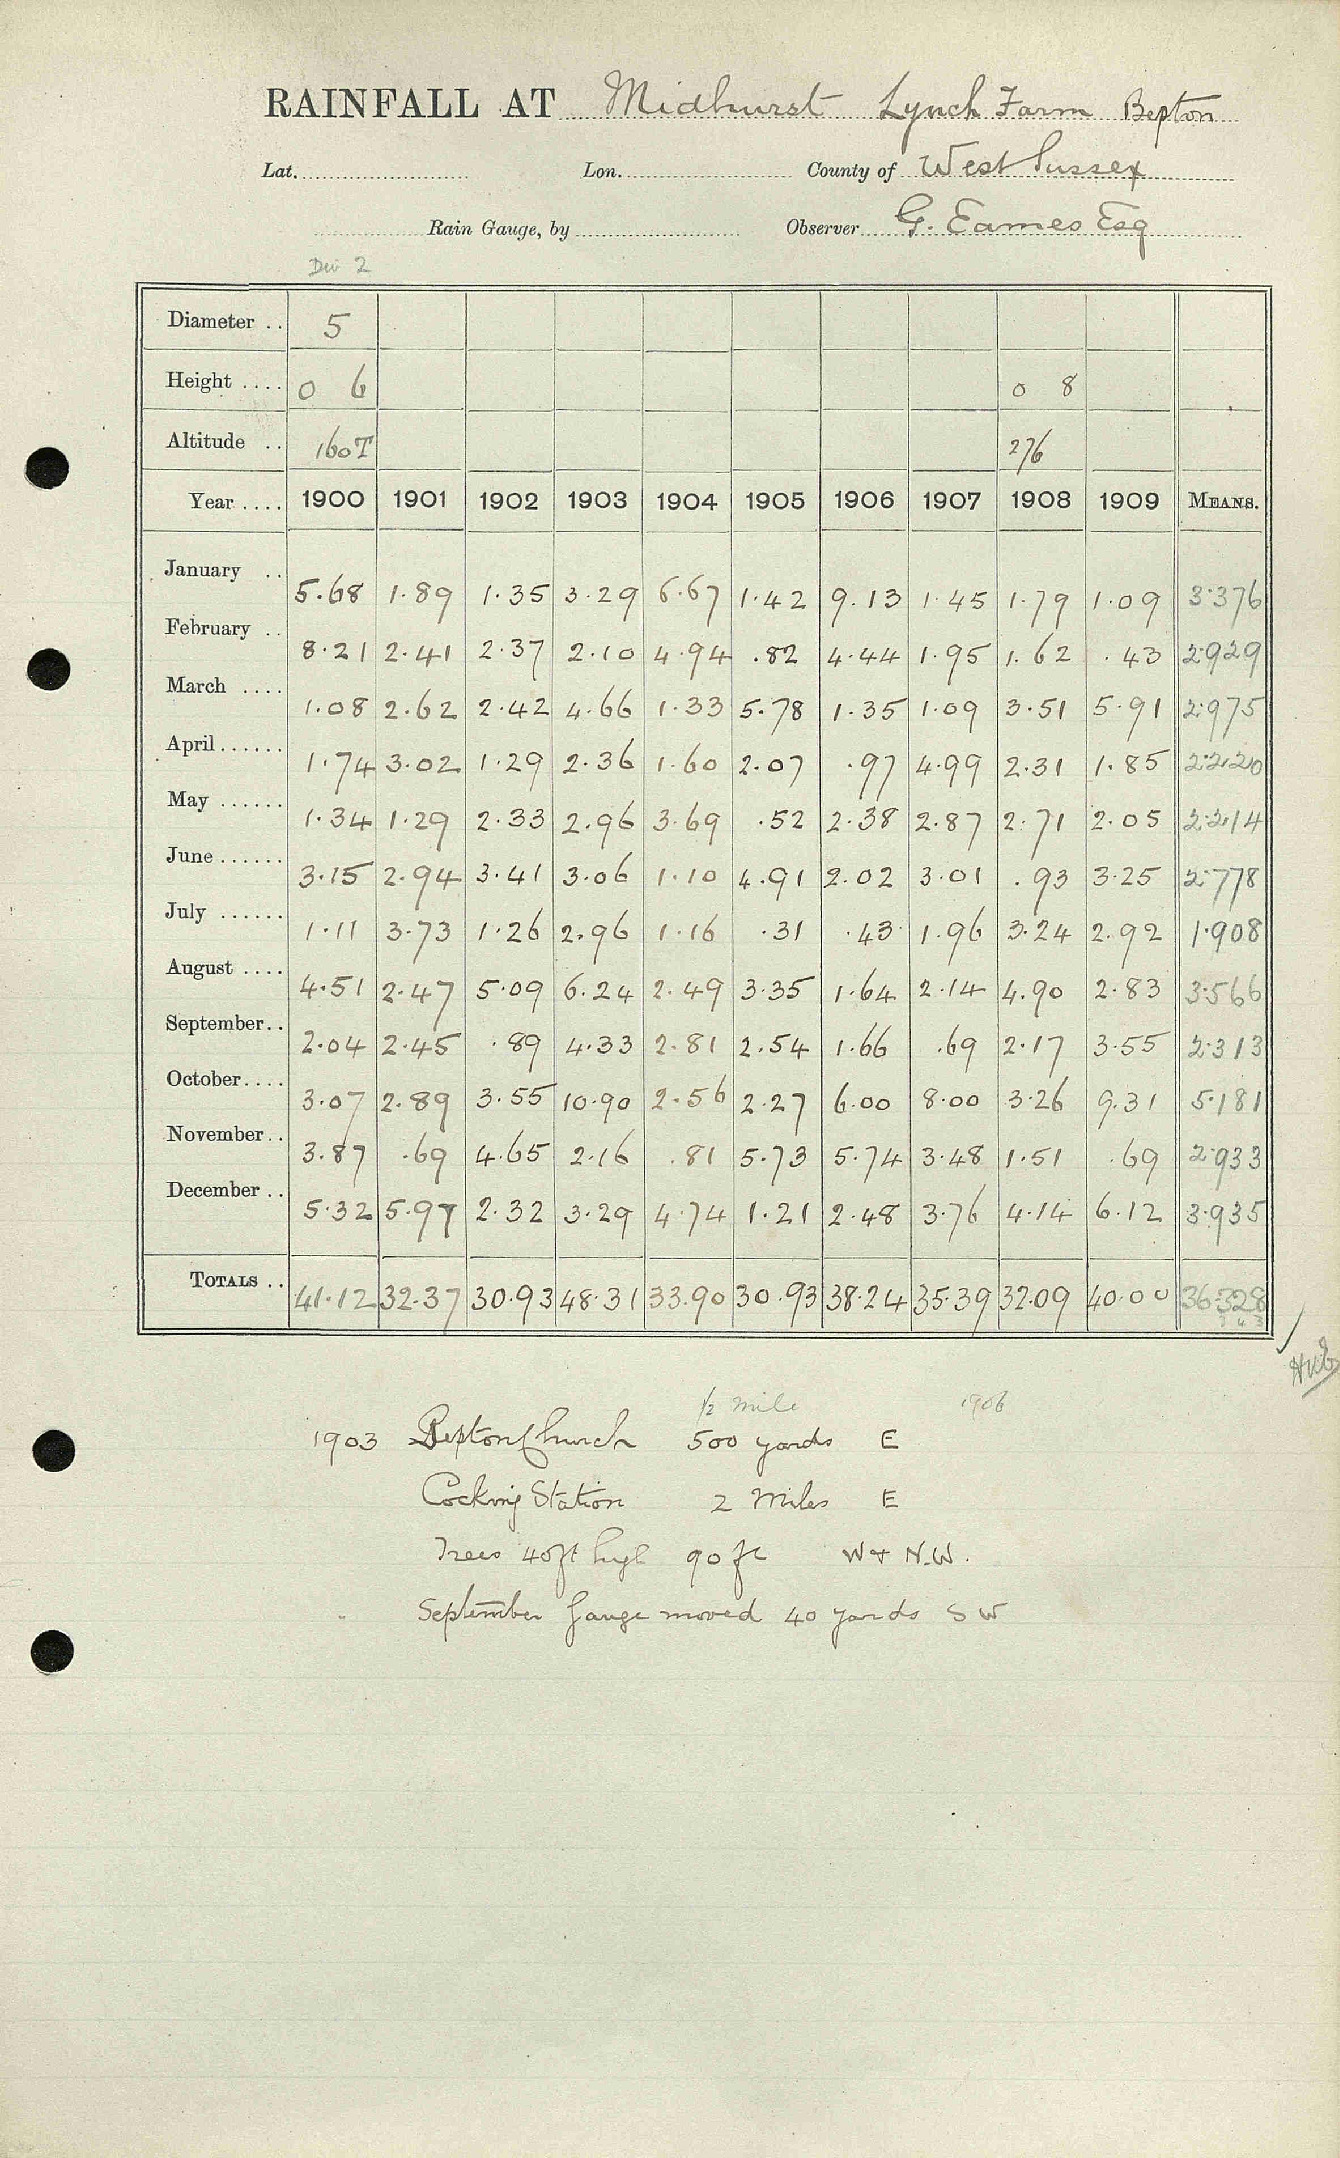 RAINFALL AT Midhurst Lynch Farm Bepton
Lat. Lon. County of West Sussex
Rain Gauge, by Observer G. Eames Esq
Div 2
Diameter .. 5
Height .... 0 6 0 8
Altitude .. 160T 276
Year .... 1900 1901 1902 1903 1904 1905 1906 1907 1908 1909 MEANS.
January .. 5.68 1.89 1.35 3.29 6.67 1.42 9.13 1.45 1.79 1.09 3.376
February .. 8.21 2.41 2.37 2.10 4.94 .82 4.44 1.95 1.62 .43 2.929
March .... 1.08 2.62 2.42 4.66 1.33 5.78 1.35 1.09 3.51 5.91 2.975
April ...... 1.74 3.02 1.29 2.36 1.60 2.07 .97 4.99 2.31 1.85 2.220
May ...... 1.34 1.29 2.33 2.96 3.69 .52 2.38 2.87 2.71 2.05 2.214
June ...... 3.15 2.94 3.41 3.06 1.10 4.91 2.02 3.01 .93 3.25 2.778
July ...... 1.11 3.73 1.26 2.96 1.16 .31 .43 1.96 3.24 2.92 1.908
August .... 4.51 2.47 5.09 6.24 2.49 3.35 1.64 2.14 4.90 2.83 3.566
September .. 2.04 2.45 .89 4.33 2.81 2.54 1.66 .69 2.17 3.55 2.313
October .... 3.07 2.89 3.55 10.90 2.56 2.27 6.00 8.00 3.26 9.31 5.181
November .. 3.87 .69 4.65 2.16 .81 5.73 5.74 3.48 1.51 .69 2.933
December .. 5.32 5.97 2.32 3.29 4.74 1.21 2.48 3.76 4.14 6.12 3.935
TOTALS .. 41.12 32.37 30.93 48.31 33.90 30.93 38.24 35.39 32.09 40.00 36.328
1/2 mile 1906
1903 Bepton Church 500 yards E
Cocking Station 2 Miles E
Trees 40ft high 90 ft W & N.W.
September Gauge moved 40 yards S W